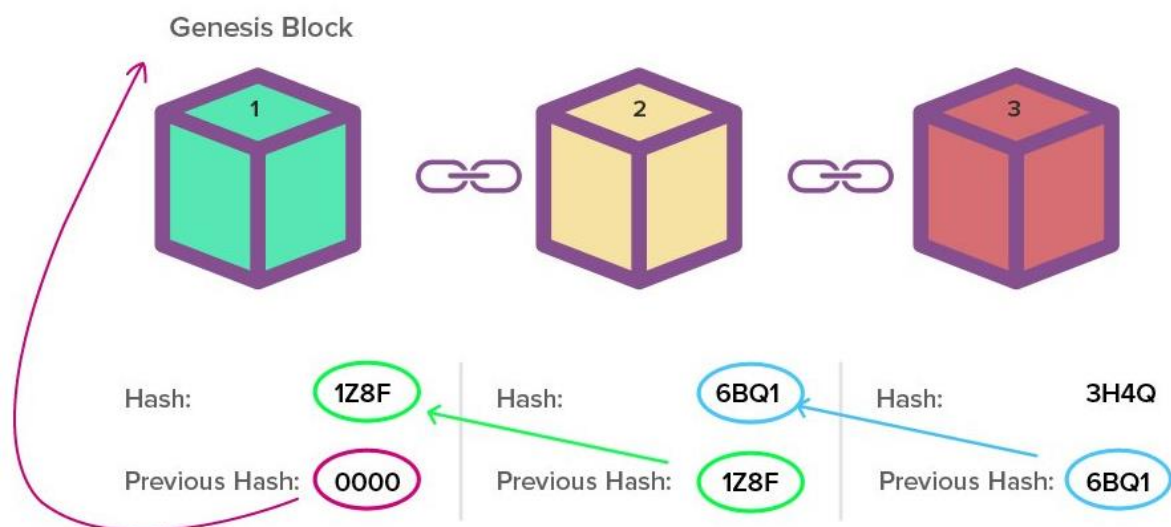 Genesis Block
1
2
3
Hash: 1Z8F
Previous Hash: 0000
Hash: 6BQ1
Previous Hash: 1Z8F
Hash: 3H4Q
Previous Hash: 6BQ1